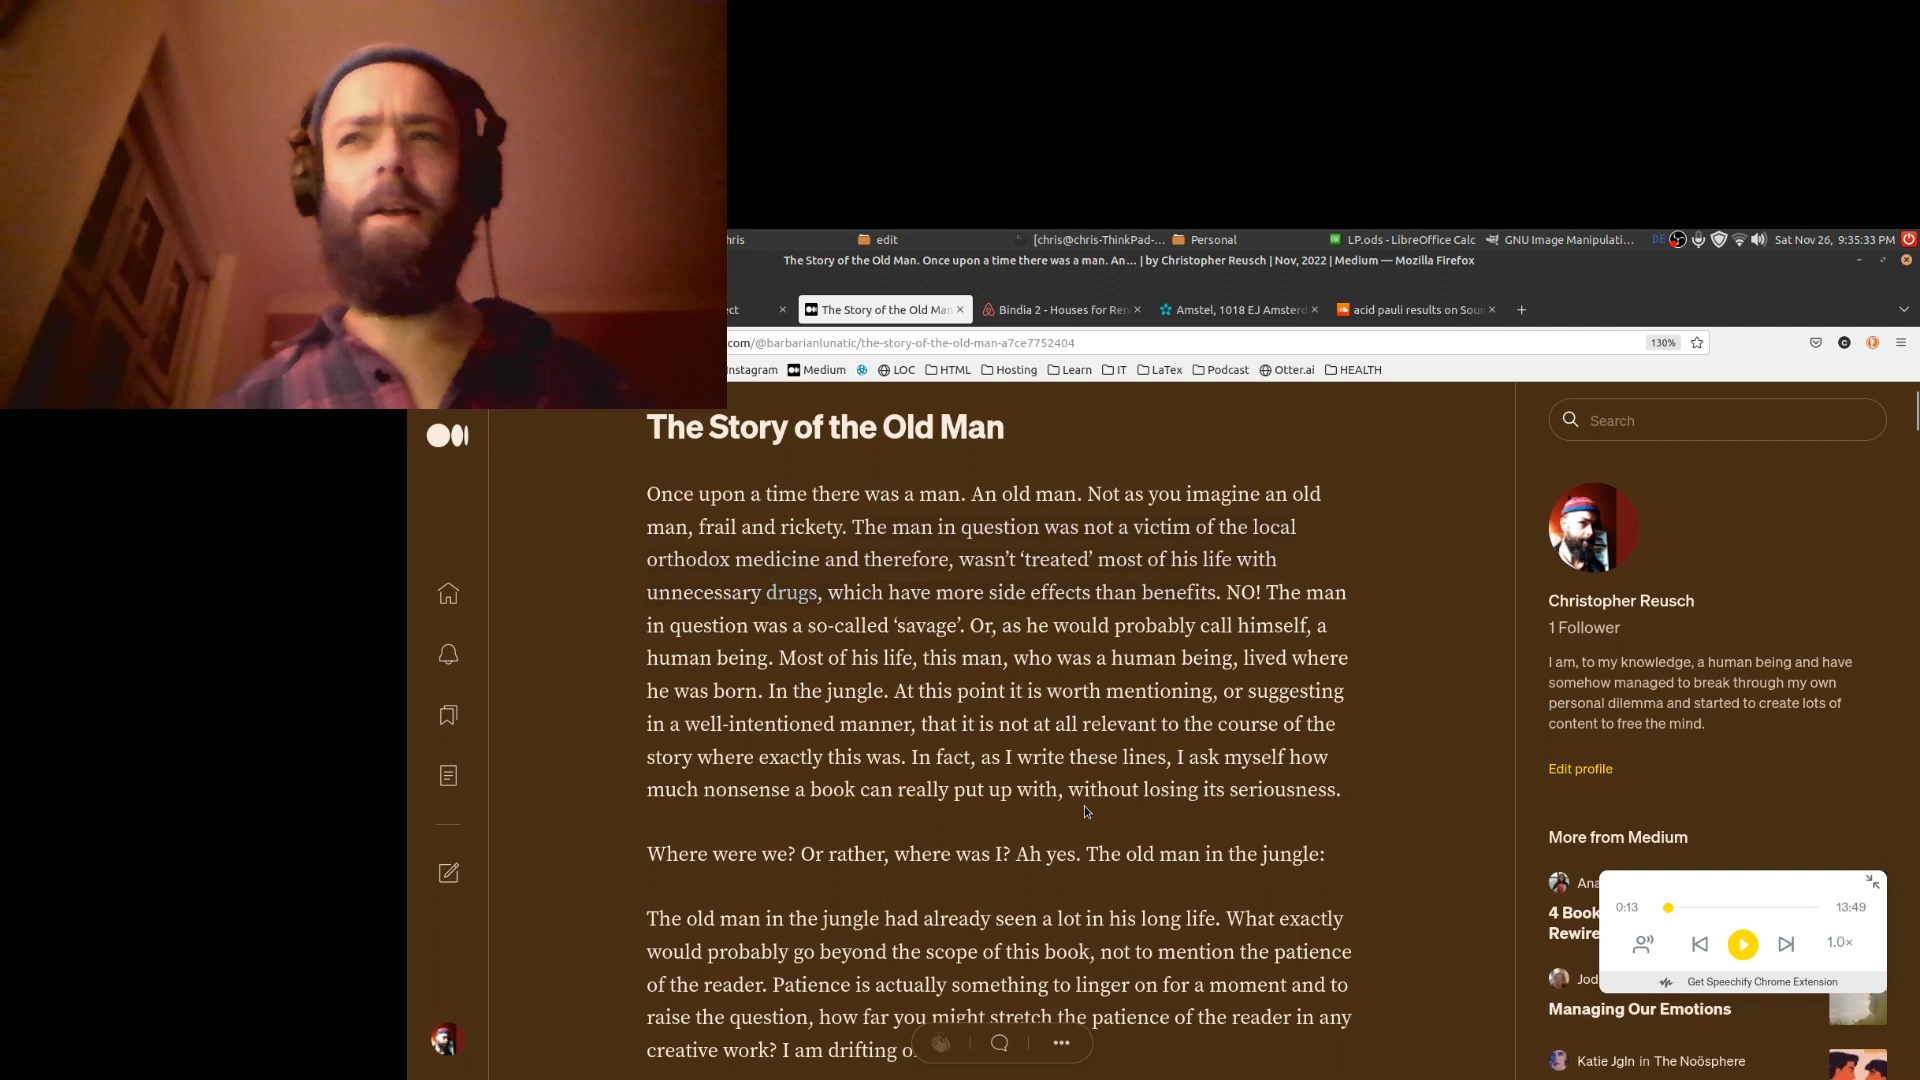 hris
edit
[chris@chris-ThinkPad-...
Personal
LP.ods - LibreOffice Calc
GNU Image Manipulati...
DE
Sat Nov 26, 9:35:33 PM
The Story of the Old Man. Once upon a time there was a man. An... | by Christopher Reusch | Nov, 2022 | Medium — Mozilla Firefox
ect
The Story of the Old Man
Bindia 2 - Houses for Ren
Amstel, 1018 EJ Amsterd
acid pauli results on Soun
com/@barbarianlunatic/the-story-of-the-old-man-a7ce7752404
130%
nstagram
Medium
LOC
HTML
Hosting
Learn
IT
LaTex
Podcast
Otter.ai
HEALTH
The Story of the Old Man
Once upon a time there was a man. An old man. Not as you imagine an old
man, frail and rickety. The man in question was not a victim of the local
orthodox medicine and therefore, wasn’t ‘treated’ most of his life with
unnecessary drugs, which have more side effects than benefits. NO! The man
in question was a so-called ‘savage’. Or, as he would probably call himself, a
human being. Most of his life, this man, who was a human being, lived where
he was born. In the jungle. At this point it is worth mentioning, or suggesting
in a well-intentioned manner, that it is not at all relevant to the course of the
story where exactly this was. In fact, as I write these lines, I ask myself how
much nonsense a book can really put up with, without losing its seriousness.
Where were we? Or rather, where was I? Ah yes. The old man in the jungle:
The old man in the jungle had already seen a lot in his long life. What exactly
would probably go beyond the scope of this book, not to mention the patience
of the reader. Patience is actually something to linger on for a moment and to
raise the question, how far you might stretch the patience of the reader in any
creative work? I am drifting o
Search
Christopher Reusch
1 Follower
I am, to my knowledge, a human being and have
somehow managed to break through my own
personal dilemma and started to create lots of
content to free the mind.
Edit profile
More from Medium
Ana
4 Book
Rewire
0:13
13:49
1.0×
Get Speechify Chrome Extension
Jod
Managing Our Emotions
Katie JgIn in The Noösphere